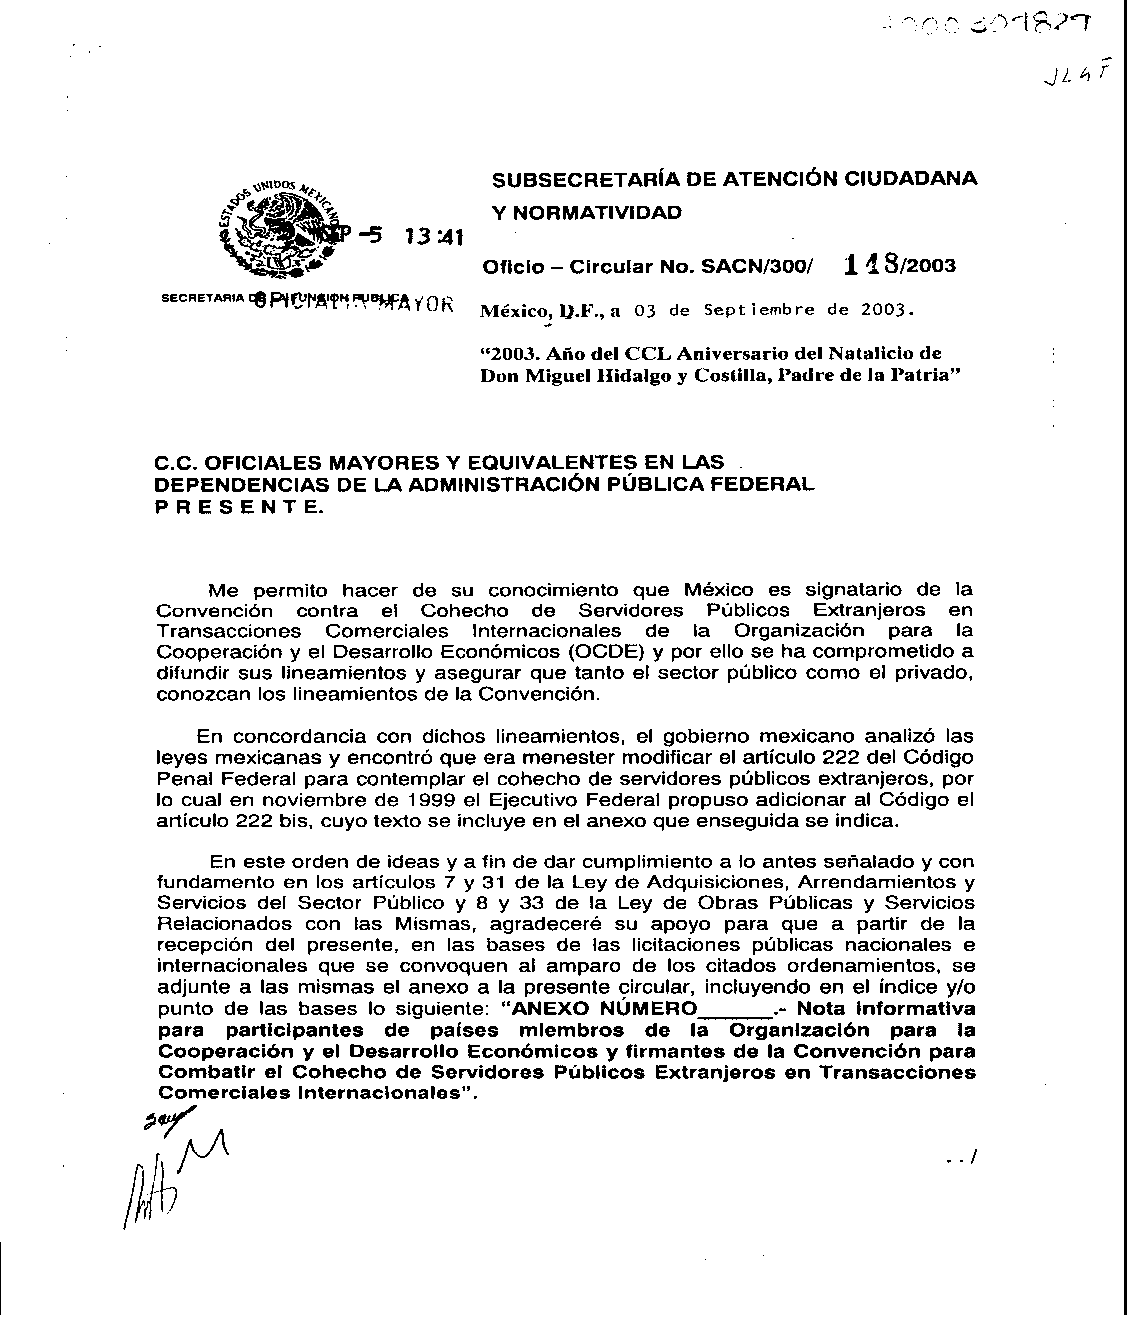 JLGF
SUBSECRETARÍA DE ATENCIÓN CIUDADANA
Y NORMATIVIDAD
ESTADOS UNIDOS MEXICANOS
-5 13:41
Oficio – Circular No. SACN/300/ 148/2003
SECRETARIA DE LA FUNCION PUBLICA
MAYOR
México, D.F., a 03 de Septiembre de 2003.
“2003. Año del CCL Aniversario del Natalicio de
Don Miguel Hidalgo y Costilla, Padre de la Patria”
C.C. OFICIALES MAYORES Y EQUIVALENTES EN LAS
DEPENDENCIAS DE LA ADMINISTRACIÓN PÚBLICA FEDERAL
P R E S E N T E.
Me permito hacer de su conocimiento que México es signatario de la
Convención contra el Cohecho de Servidores Públicos Extranjeros en
Transacciones Comerciales Internacionales de la Organización para la
Cooperación y el Desarrollo Económicos (OCDE) y por ello se ha comprometido a
difundir sus lineamientos y asegurar que tanto el sector público como el privado,
conozcan los lineamientos de la Convención.
En concordancia con dichos lineamientos, el gobierno mexicano analizó las
leyes mexicanas y encontró que era menester modificar el artículo 222 del Código
Penal Federal para contemplar el cohecho de servidores públicos extranjeros, por
lo cual en noviembre de 1999 el Ejecutivo Federal propuso adicionar al Código el
artículo 222 bis, cuyo texto se incluye en el anexo que enseguida se indica.
En este orden de ideas y a fin de dar cumplimiento a lo antes señalado y con
fundamento en los artículos 7 y 31 de la Ley de Adquisiciones, Arrendamientos y
Servicios del Sector Público y 8 y 33 de la Ley de Obras Públicas y Servicios
Relacionados con las Mismas, agradeceré su apoyo para que a partir de la
recepción del presente, en las bases de las licitaciones públicas nacionales e
internacionales que se convoquen al amparo de los citados ordenamientos, se
adjunte a las mismas el anexo a la presente circular, incluyendo en el índice y/o
punto de las bases lo siguiente: “ANEXO NÚMERO______.- Nota informativa
para participantes de países miembros de la Organización para la
Cooperación y el Desarrollo Económicos y firmantes de la Convención para
Combatir el Cohecho de Servidores Públicos Extranjeros en Transacciones
Comerciales Internacionales”.
../